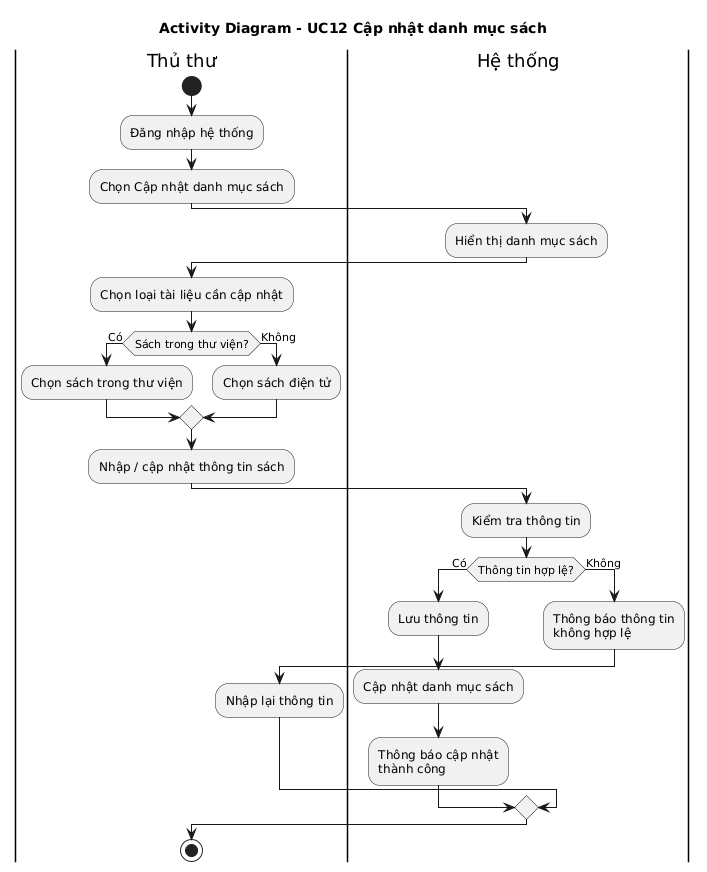 Activity Diagram - UC12 Cập nhật danh mục sách
Thủ thư
Hệ thống
Đăng nhập hệ thống
Chọn Cập nhật danh mục sách
Hiển thị danh mục sách
Chọn loại tài liệu cần cập nhật
Sách trong thư viện?
Có
Không
Chọn sách trong thư viện
Chọn sách điện tử
Nhập / cập nhật thông tin sách
Kiểm tra thông tin
Thông tin hợp lệ?
Có
Không
Lưu thông tin
Thông báo thông tin
không hợp lệ
Nhập lại thông tin
Cập nhật danh mục sách
Thông báo cập nhật
thành công